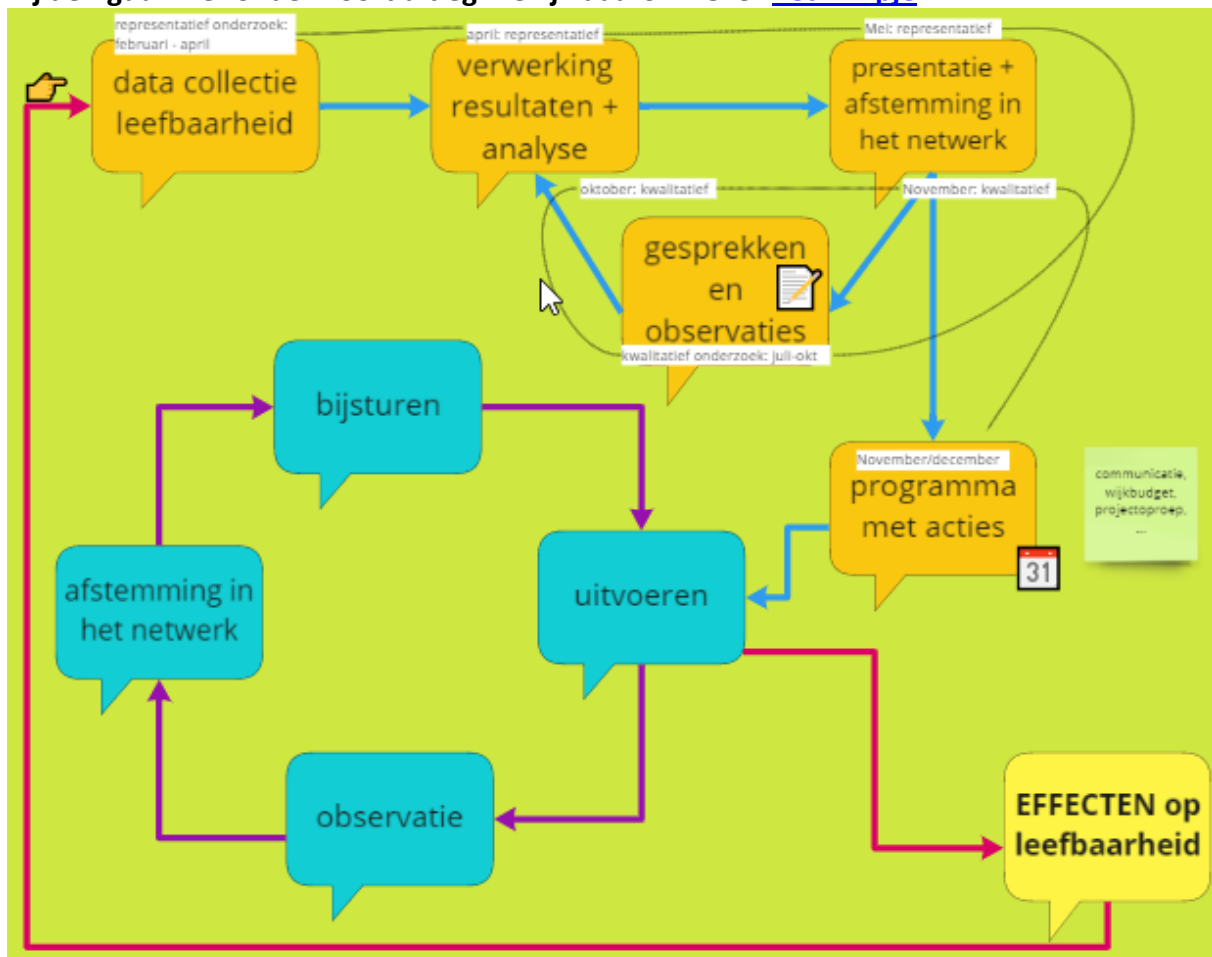 representatief onderzoek:
februari - april
data collectie
leefbaarheid
april: representatief
verwerking
resultaten +
analyse
Mei: representatief
presentatie +
afstemming in
het netwerk
oktober: kwalitatief
November: kwalitatief
gesprekken
en
observaties
kwalitatief onderzoek: juli-okt
bijsturen
November/december
programma
met acties
31
communicatie,
wijkbudget,
projectoproep,
...
afstemming in
het netwerk
uitvoeren
observatie
EFFECTEN op
leefbaarheid